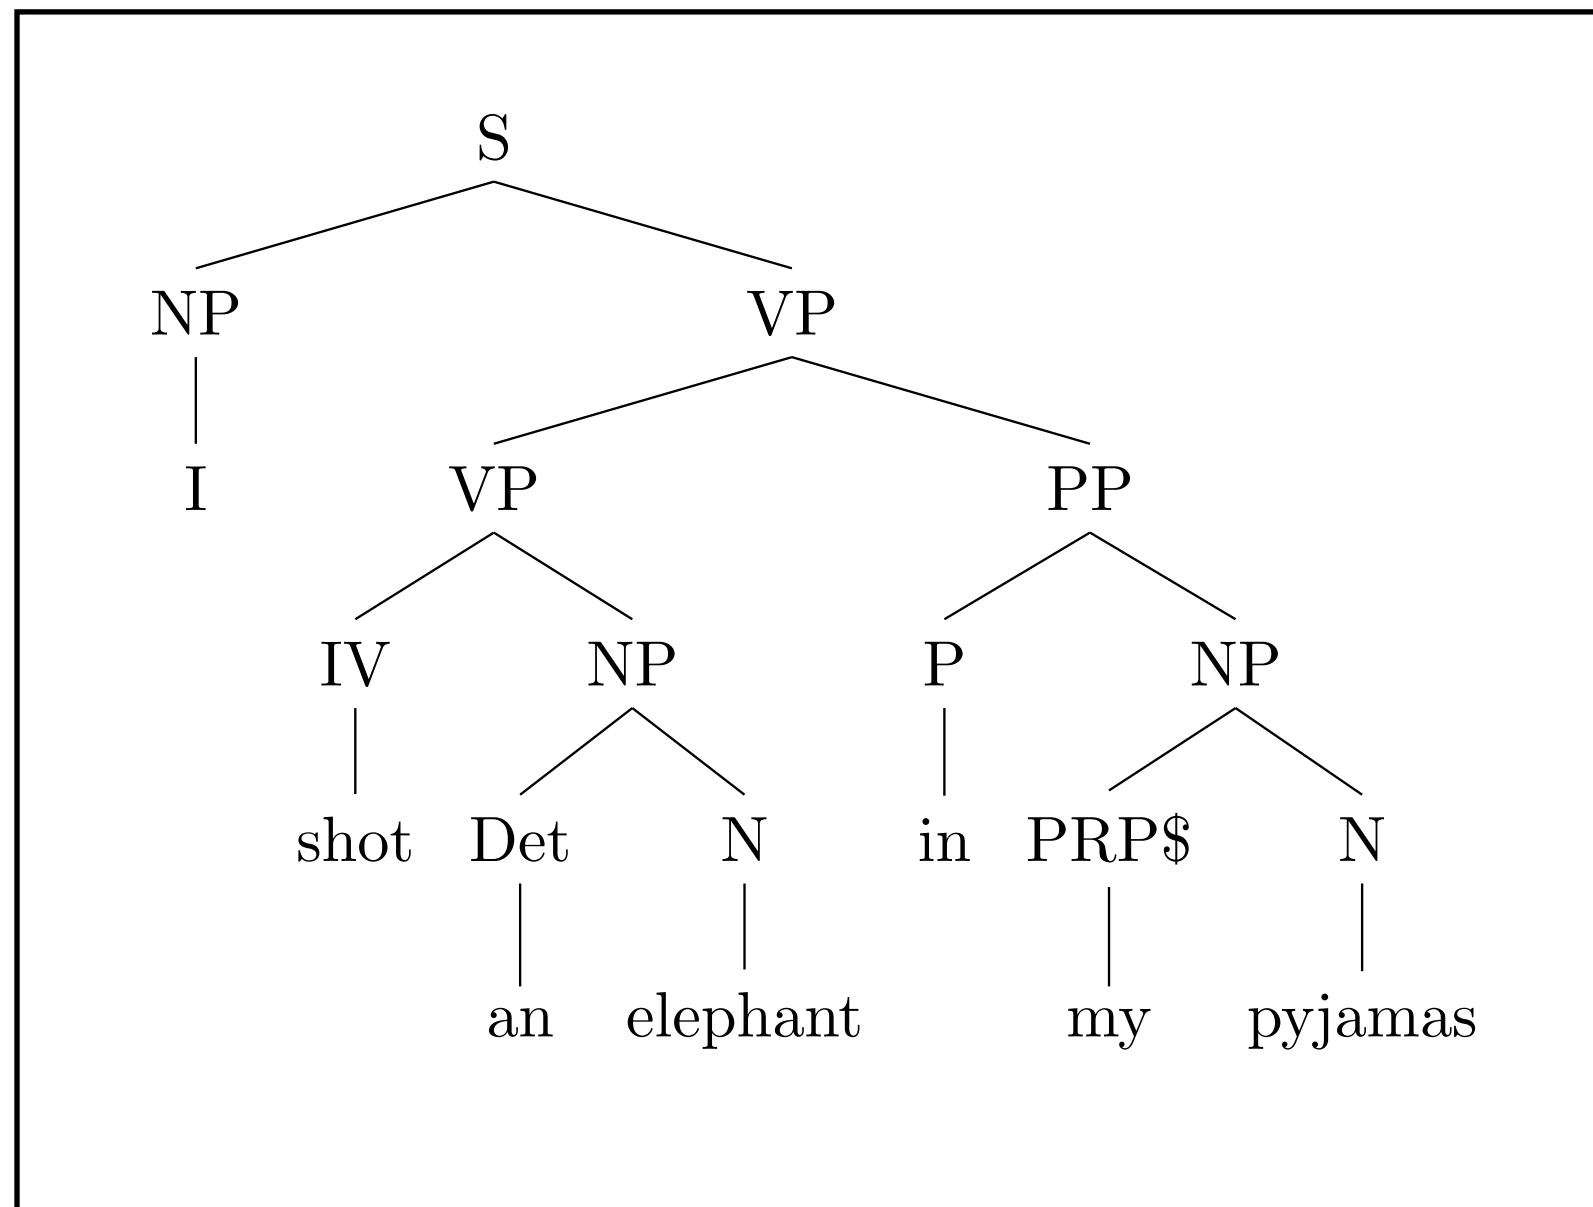 S
NP VP
I VP PP
IV NP P NP
shot Det N in PRP$ N
an elephant my pyjamas